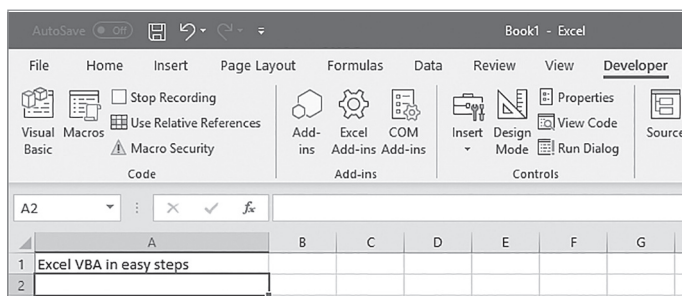 AutoSave Off Book1 - Excel
File Home Insert Page Layout Formulas Data Review View Developer
Visual Basic
Macros
Stop Recording
Use Relative References
Macro Security
Code
Add-ins
Excel Add-ins
COM Add-ins
Add-ins
Insert
Design Mode
Properties
View Code
Run Dialog
Controls
Source
A2 fx
A B C D E F G
1 Excel VBA in easy steps
2